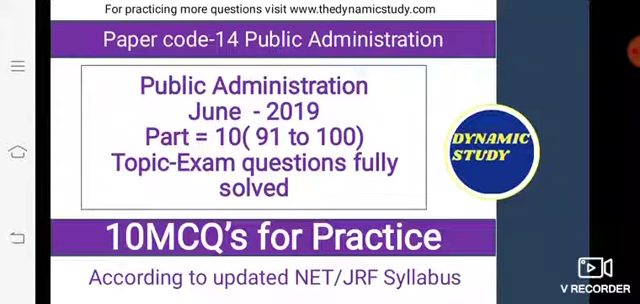 For practicing more questions visit www.thedynamicstudy.com
Paper code-14 Public Administration
Public Administration
June - 2019
Part = 10( 91 to 100)
Topic-Exam questions fully
solved
DYNAMIC
STUDY
10MCQ's for Practice
According to updated NET/JRF Syllabus
V RECORDER